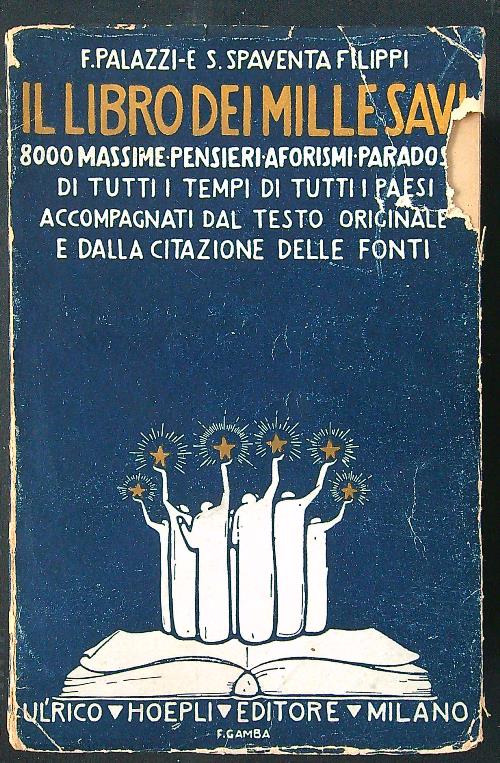 F. PALAZZI-E S. SPAVENTA FILIPPI
IL LIBRO DEI MILLE SAVI
8000 MASSIME·PENSIERI·AFORISMI·PARADOS
DI TUTTI I TEMPI DI TUTTI I PAESI
ACCOMPAGNATI DAL TESTO ORIGINALE
E DALLA CITAZIONE DELLE FONTI
ULRICO ▼ HOEPLI ▼ EDITORE ▼ MILANO
F. GAMBA